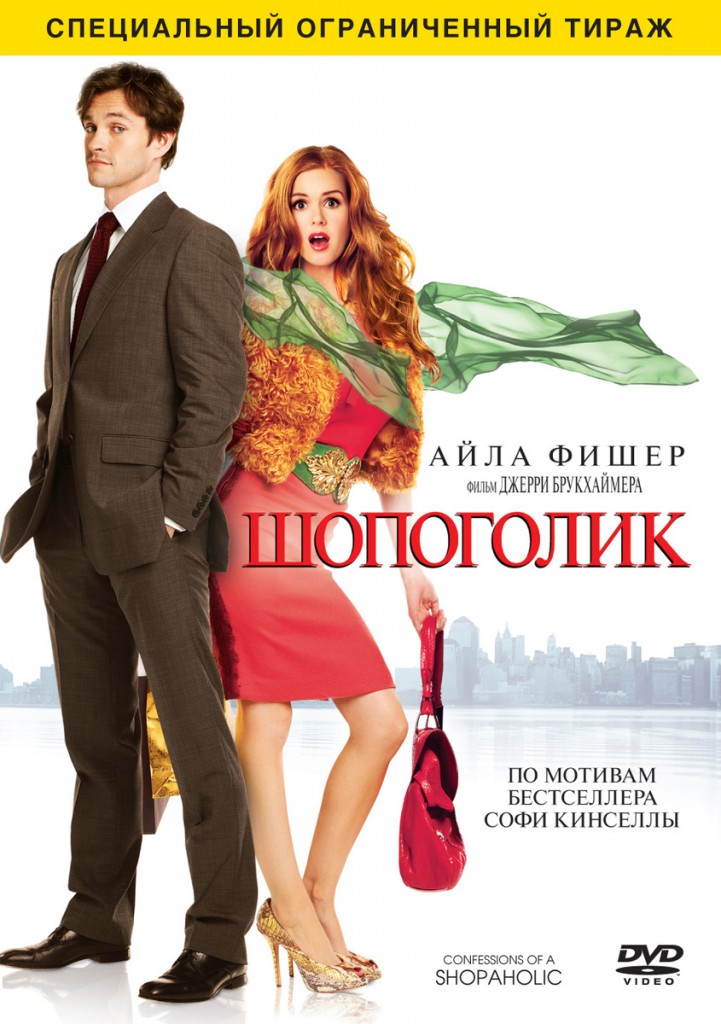 СПЕЦИАЛЬНЫЙ ОГРАНИЧЕННЫЙ ТИРАЖ
АЙЛА ФИШЕР
ФИЛЬМ ДЖЕРРИ БРУКХАЙМЕРА
ШОПОГОЛИК
ПО МОТИВАМ
БЕСТСЕЛЛЕРА
СОФИ КИНСЕЛЛЫ
CONFESSIONS OF A
SHOPAHOLIC
DVD
VIDEO